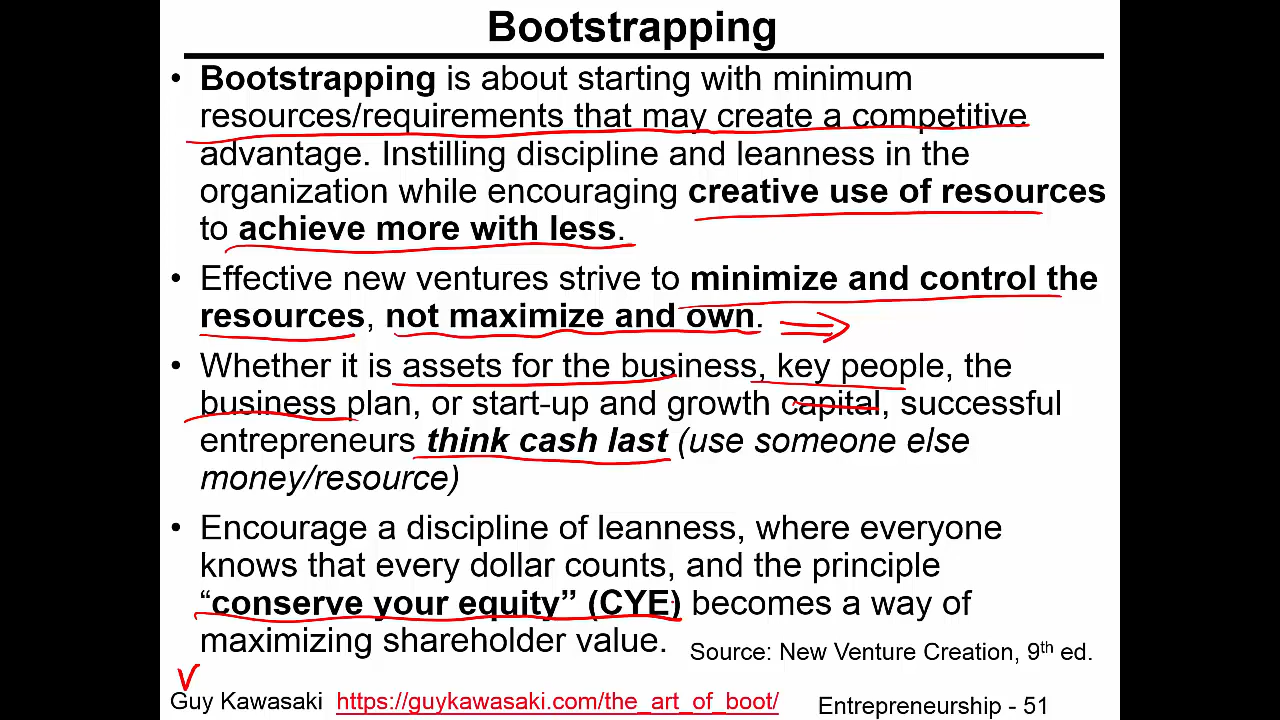 Bootstrapping
• Bootstrapping is about starting with minimum
resources/requirements that may create a competitive
advantage. Instilling discipline and leanness in the
organization while encouraging creative use of resources
to achieve more with less.
• Effective new ventures strive to minimize and control the
resources, not maximize and own.
• Whether it is assets for the business, key people, the
business plan, or start-up and growth capital, successful
entrepreneurs think cash last (use someone else
money/resource)
• Encourage a discipline of leanness, where everyone
knows that every dollar counts, and the principle
“conserve your equity” (CYE) becomes a way of
maximizing shareholder value.
Source: New Venture Creation, 9th ed.
Guy Kawasaki https://guykawasaki.com/the_art_of_boot/
Entrepreneurship - 51